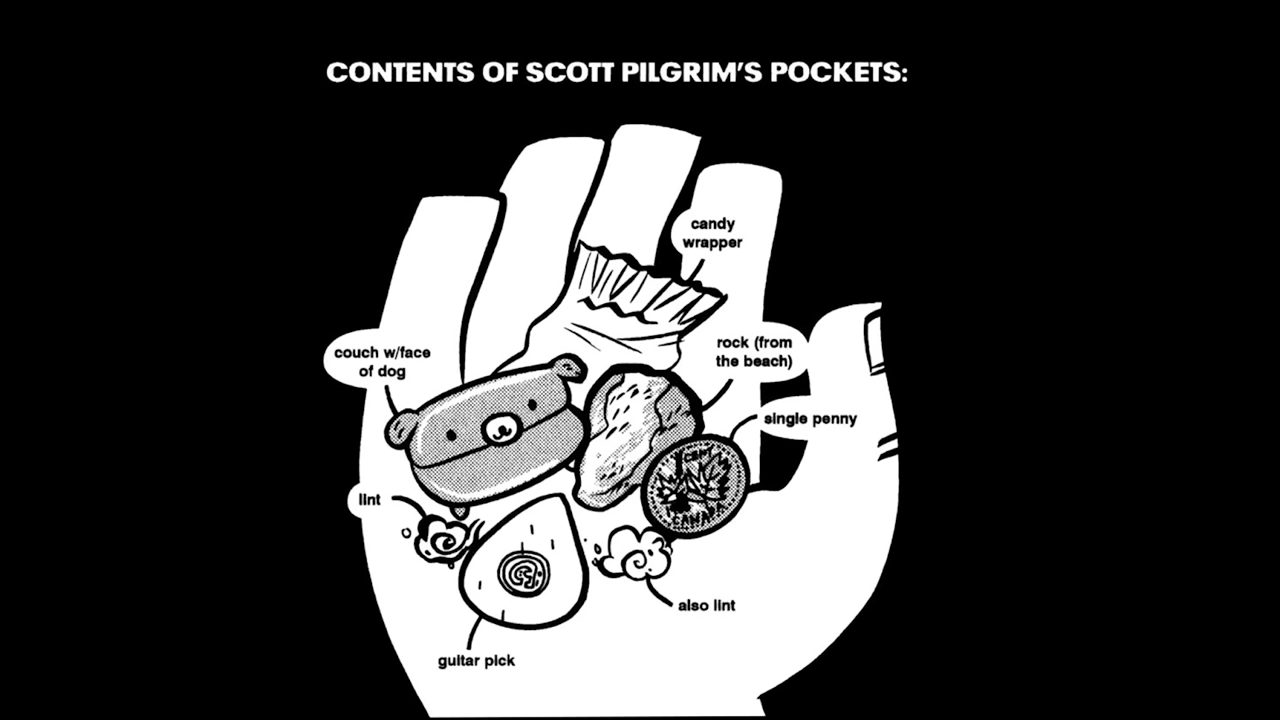 CONTENTS OF SCOTT PILGRIM'S POCKETS:
candy
wrapper
couch w/face
of dog
rock (from
the beach)
single penny
lint
also lint
guitar pick
CANADA